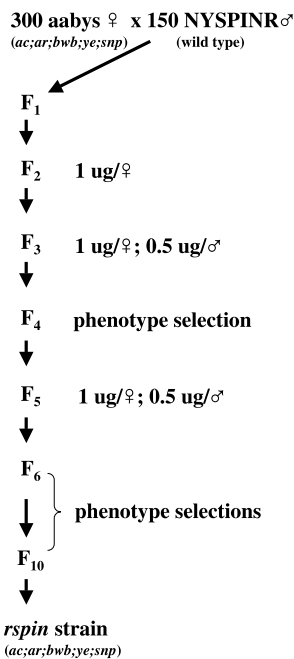 300 aabys ♀ x 150 NYSPINR♂
(ac;ar;bwb;ye;snp) (wild type)
F1
F2 1 ug/♀
F3 1 ug/♀; 0.5 ug/♂
F4 phenotype selection
F5 1 ug/♀; 0.5 ug/♂
F6
phenotype selections
F10
rspin strain
(ac;ar;bwb;ye;snp)